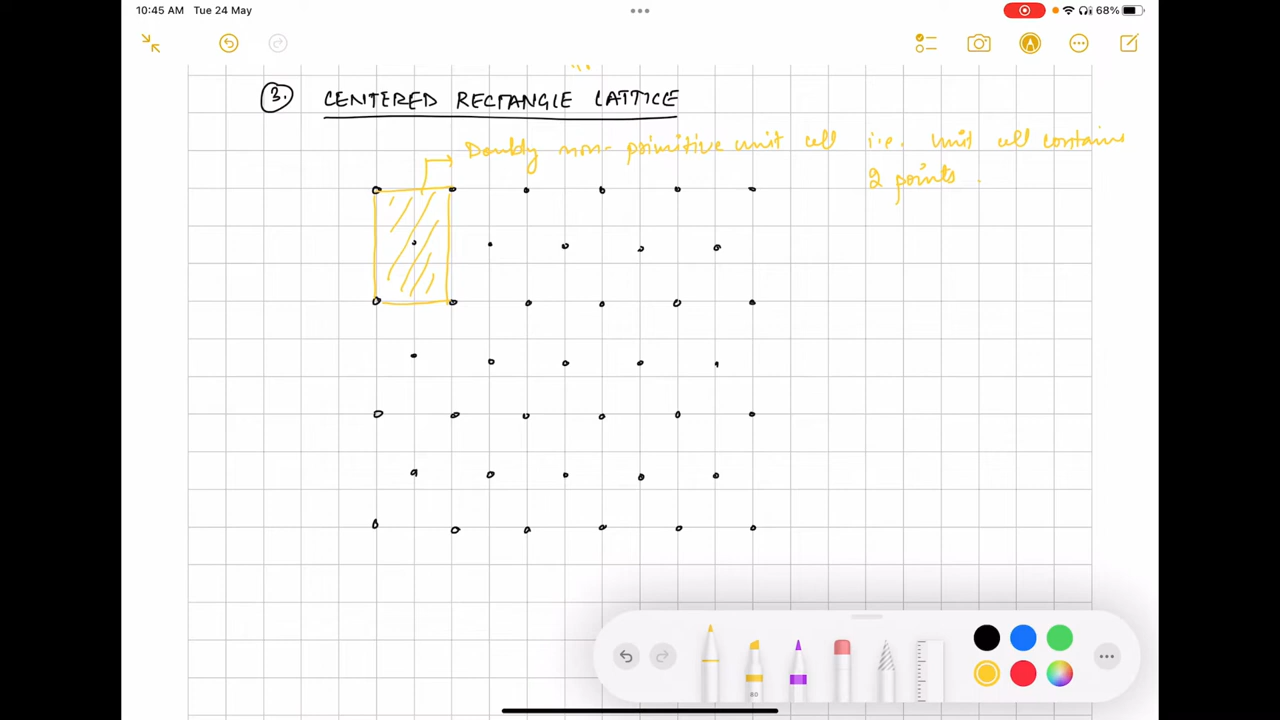 10:45 AM Tue 24 May
68%
3. CENTERED RECTANGLE LATTICE
Doubly non-primitive unit cell i.e. unit cell contains
2 points.
80